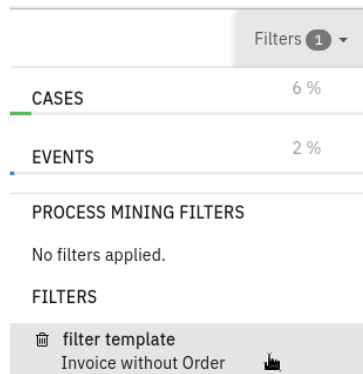 Filters 1
CASES 6 %
EVENTS 2 %
PROCESS MINING FILTERS
No filters applied.
FILTERS
filter template
Invoice without Order